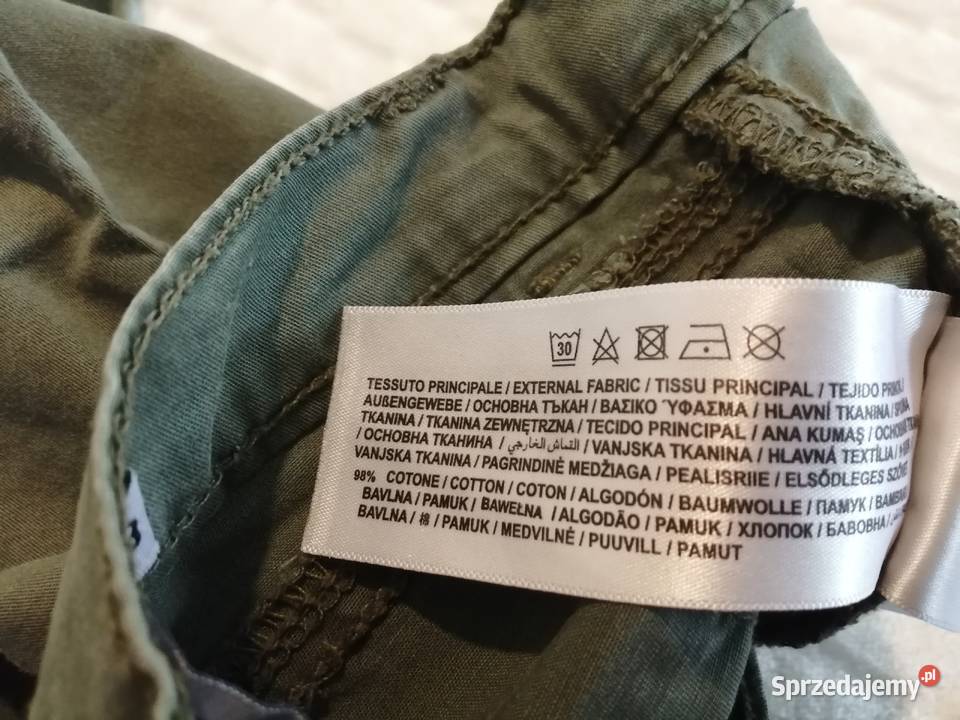 30
TESSUTO PRINCIPALE / EXTERNAL FABRIC / TISSU PRINCIPAL / TEJIDO
AUßENGEWEBE / ОСНОВНА ТЪКАН / ΒΑΣΙΚΟ ΎΦΑΣΜΑ / HLAVNÍ TKANINA /
TKANINA / TKANINA ZEWNĘTRZNA / TECIDO PRINCIPAL / ANA KUMAŞ /
/ ОСНОВНА ТКАНИНА / القماش الخارجي / VANJSKA TKANINA / HLAVNÁ TEXTÍLIA /
VANJSKA TKANINA / PAGRINDINĖ MEDŽIAGA / PEALISRIIE / ELSŐDLEGES
98% COTONE / COTTON / COTON / ALGODÓN / BAUMWOLLE / ПАМУК /
BAVLNA / PAMUK / BAWEŁNA / ALGODÃO / PAMUK / ХЛОПОК / БАВОВНА /
BAVLNA / 棉 / PAMUK / MEDVILNĖ / PUUVILL / PAMUT
Sprzedajemy.pl